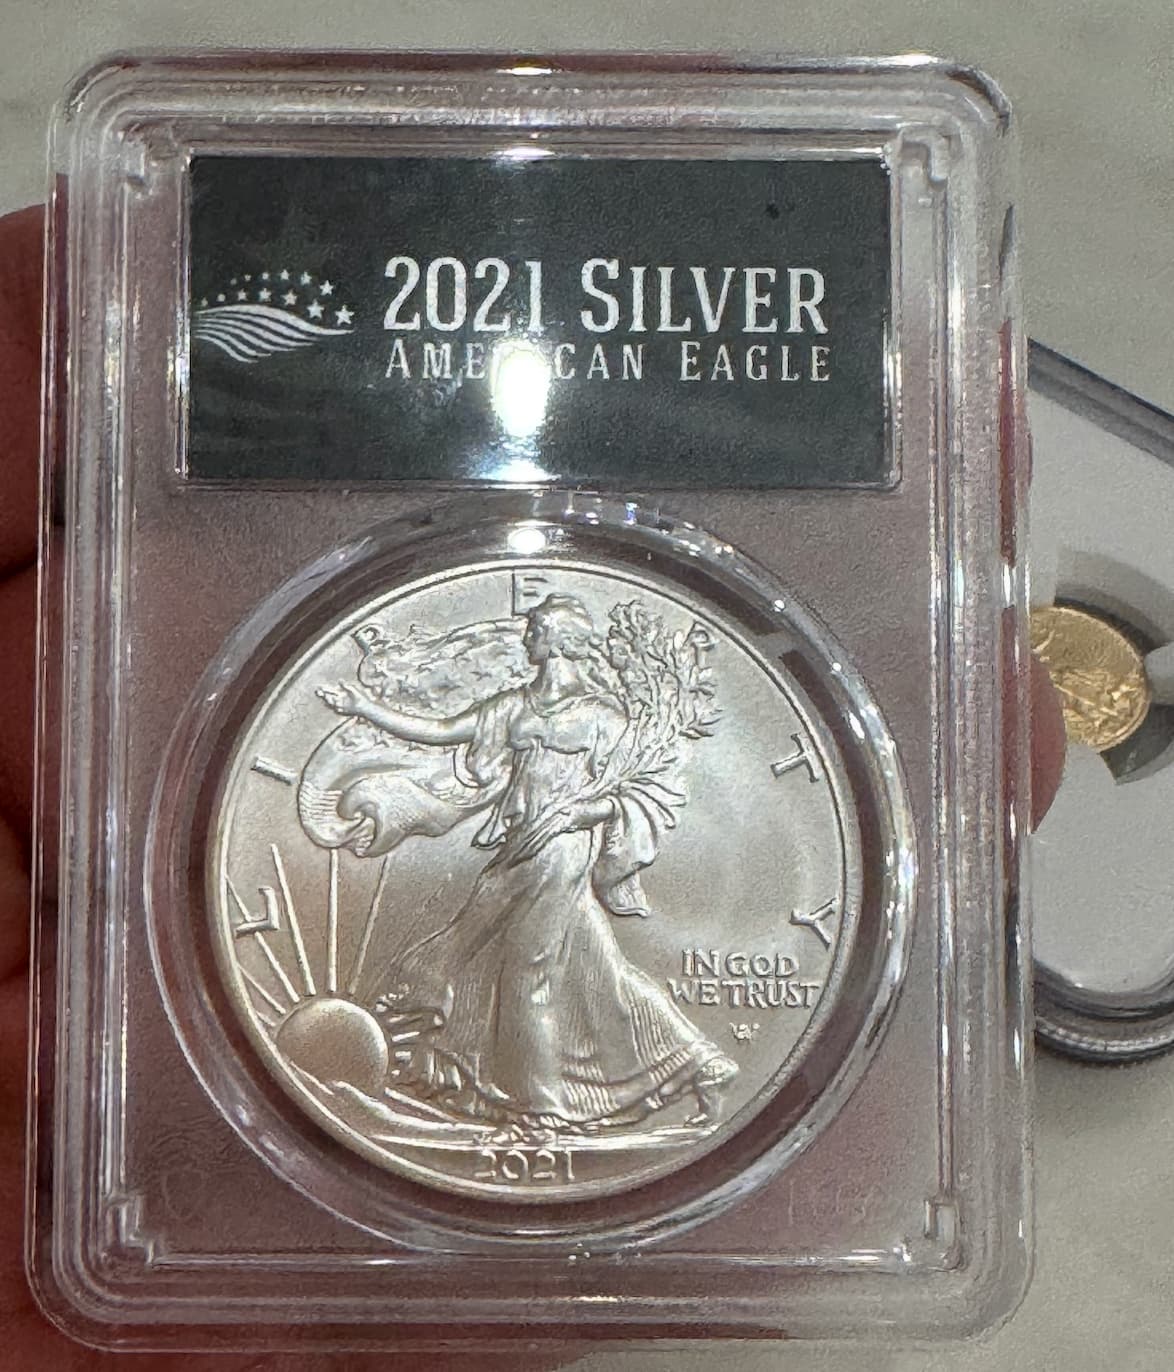 2021 SILVER
AMERICAN EAGLE
LIBERTY
IN GOD
WE TRUST
2021